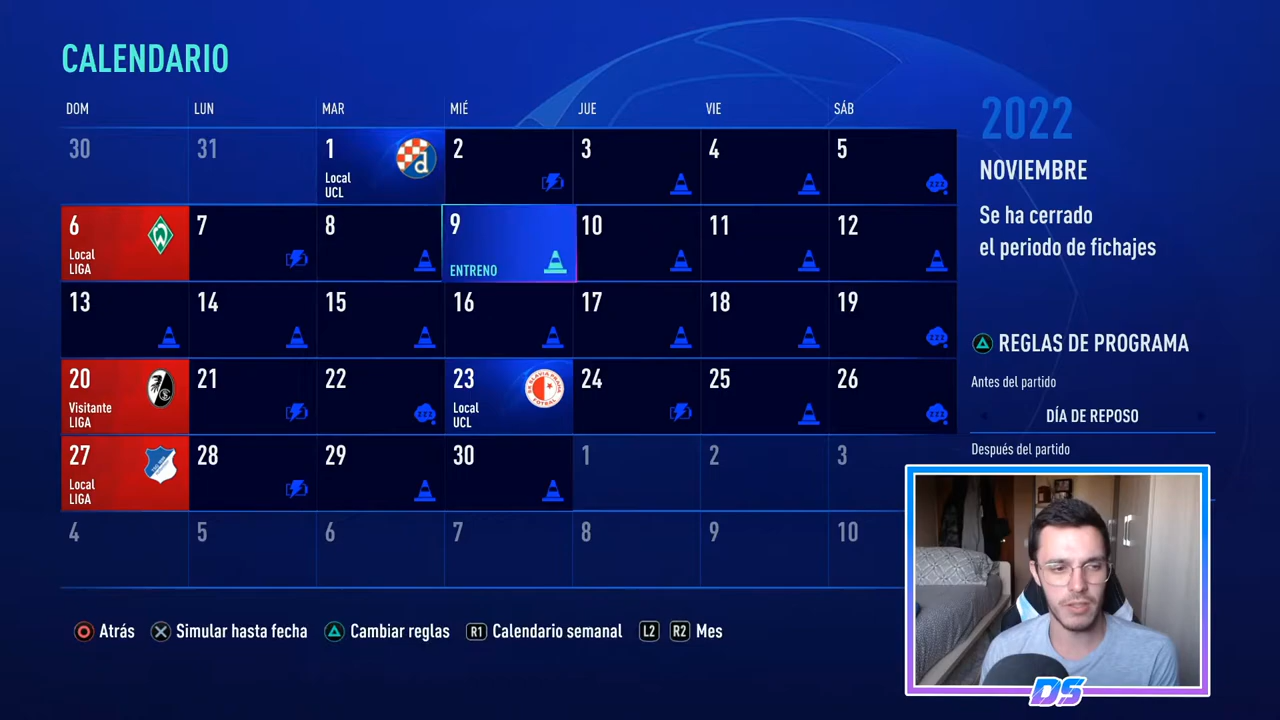 CALENDARIO
DOM LUN MAR MIÉ JUE VIE SÁB
30 31 1 2 3 4 5
Local
UCL
6 7 8 9 10 11 12
Local
LIGA
ENTRENO
13 14 15 16 17 18 19
20 21 22 23 24 25 26
Visitante
LIGA
Local
UCL
27 28 29 30 1 2 3
Local
LIGA
4 5 6 7 8 9 10
2022
NOVIEMBRE
Se ha cerrado
el periodo de fichajes
REGLAS DE PROGRAMA
Antes del partido
DÍA DE REPOSO
Después del partido
Atrás Simular hasta fecha Cambiar reglas R1 Calendario semanal L2 R2 Mes
DS